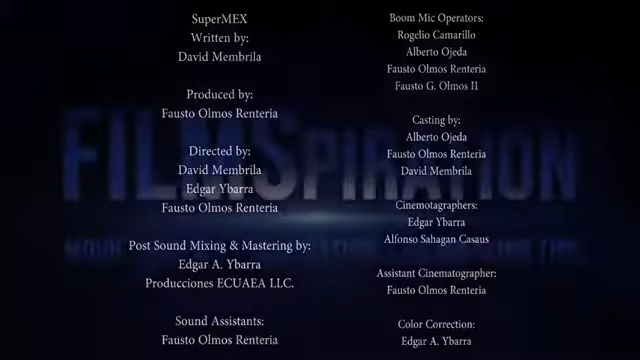 SuperMEX
Written by:
David Membrila
Produced by:
Fausto Olmos Renteria
Directed by:
David Membrila
Edgar Ybarra
Fausto Olmos Renteria
Post Sound Mixing & Mastering by:
Edgar A. Ybarra
Producciones ECUAEA LLC.
Sound Assistants:
Fausto Olmos Renteria
Boom Mic Operators:
Rogelio Camarillo
Alberto Ojeda
Fausto Olmos Renteria
Fausto G. Olmos II
Casting by:
Alberto Ojeda
Fausto Olmos Renteria
David Membrila
Cinemotagraphers:
Edgar Ybarra
Alfonso Sahagan Casaus
Assistant Cinematographer:
Fausto Olmos Renteria
Color Correction:
Edgar A. Ybarra
FILMSPIRATION